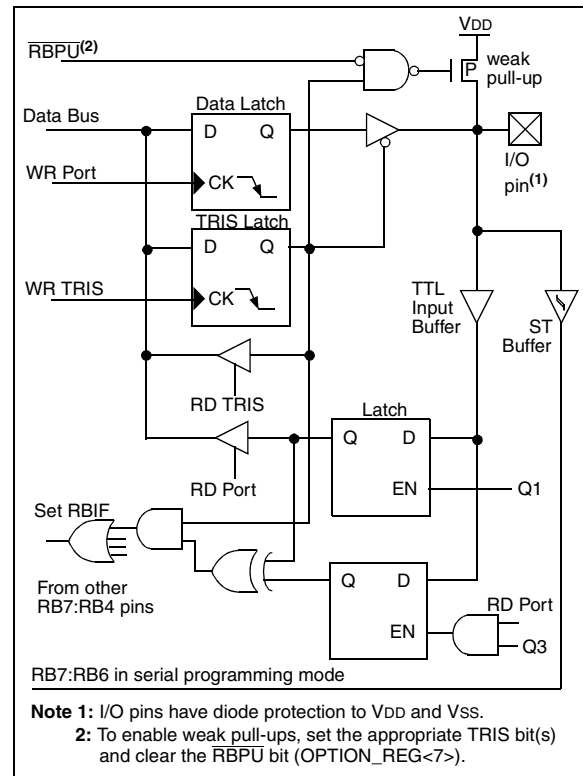 VDD
RBPU(2)
P
weak
pull-up
Data Bus
Data Latch
D Q
CK
I/O
pin(1)
WR Port
TRIS Latch
D Q
CK
WR TRIS
TTL
Input
Buffer
ST
Buffer
RD TRIS
Latch
Q D
EN
RD Port
Q1
Set RBIF
From other
RB7:RB4 pins
Q D
EN
RD Port
Q3
RB7:RB6 in serial programming mode
Note 1: I/O pins have diode protection to VDD and VSS.
2: To enable weak pull-ups, set the appropriate TRIS bit(s)
and clear the RBPU bit (OPTION_REG<7>).